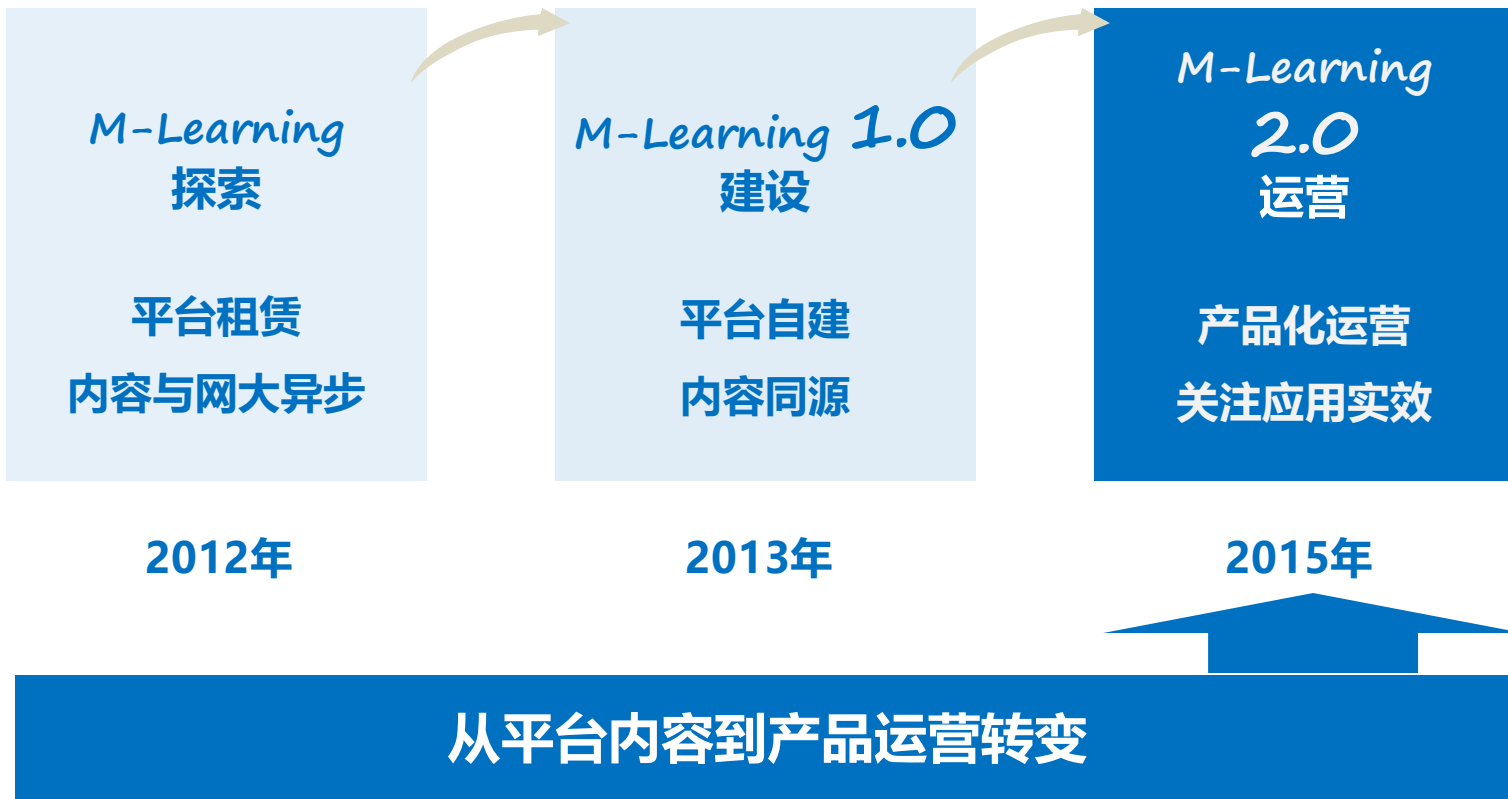 M-Learning
探索
平台租赁
内容与网大异步
2012年
M-Learning 1.0
建设
平台自建
内容同源
2013年
M-Learning
2.0
运营
产品化运营
关注应用实效
2015年
从平台内容到产品运营转变